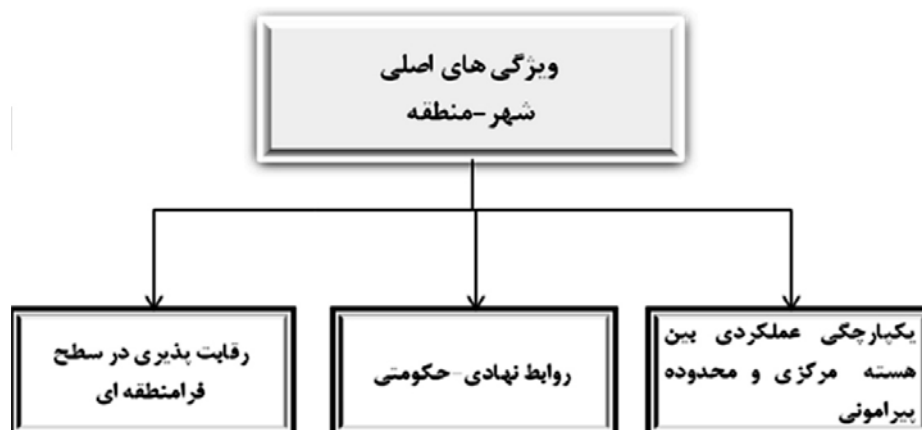 ویژگی های اصلی
شهر-منطقه
یکپارچگی عملکردی بین
هسته مرکزی و محدوده
پیرامونی
روابط نهادی-حکومتی
رقابت پذیری در سطح
فرامنطقه ای